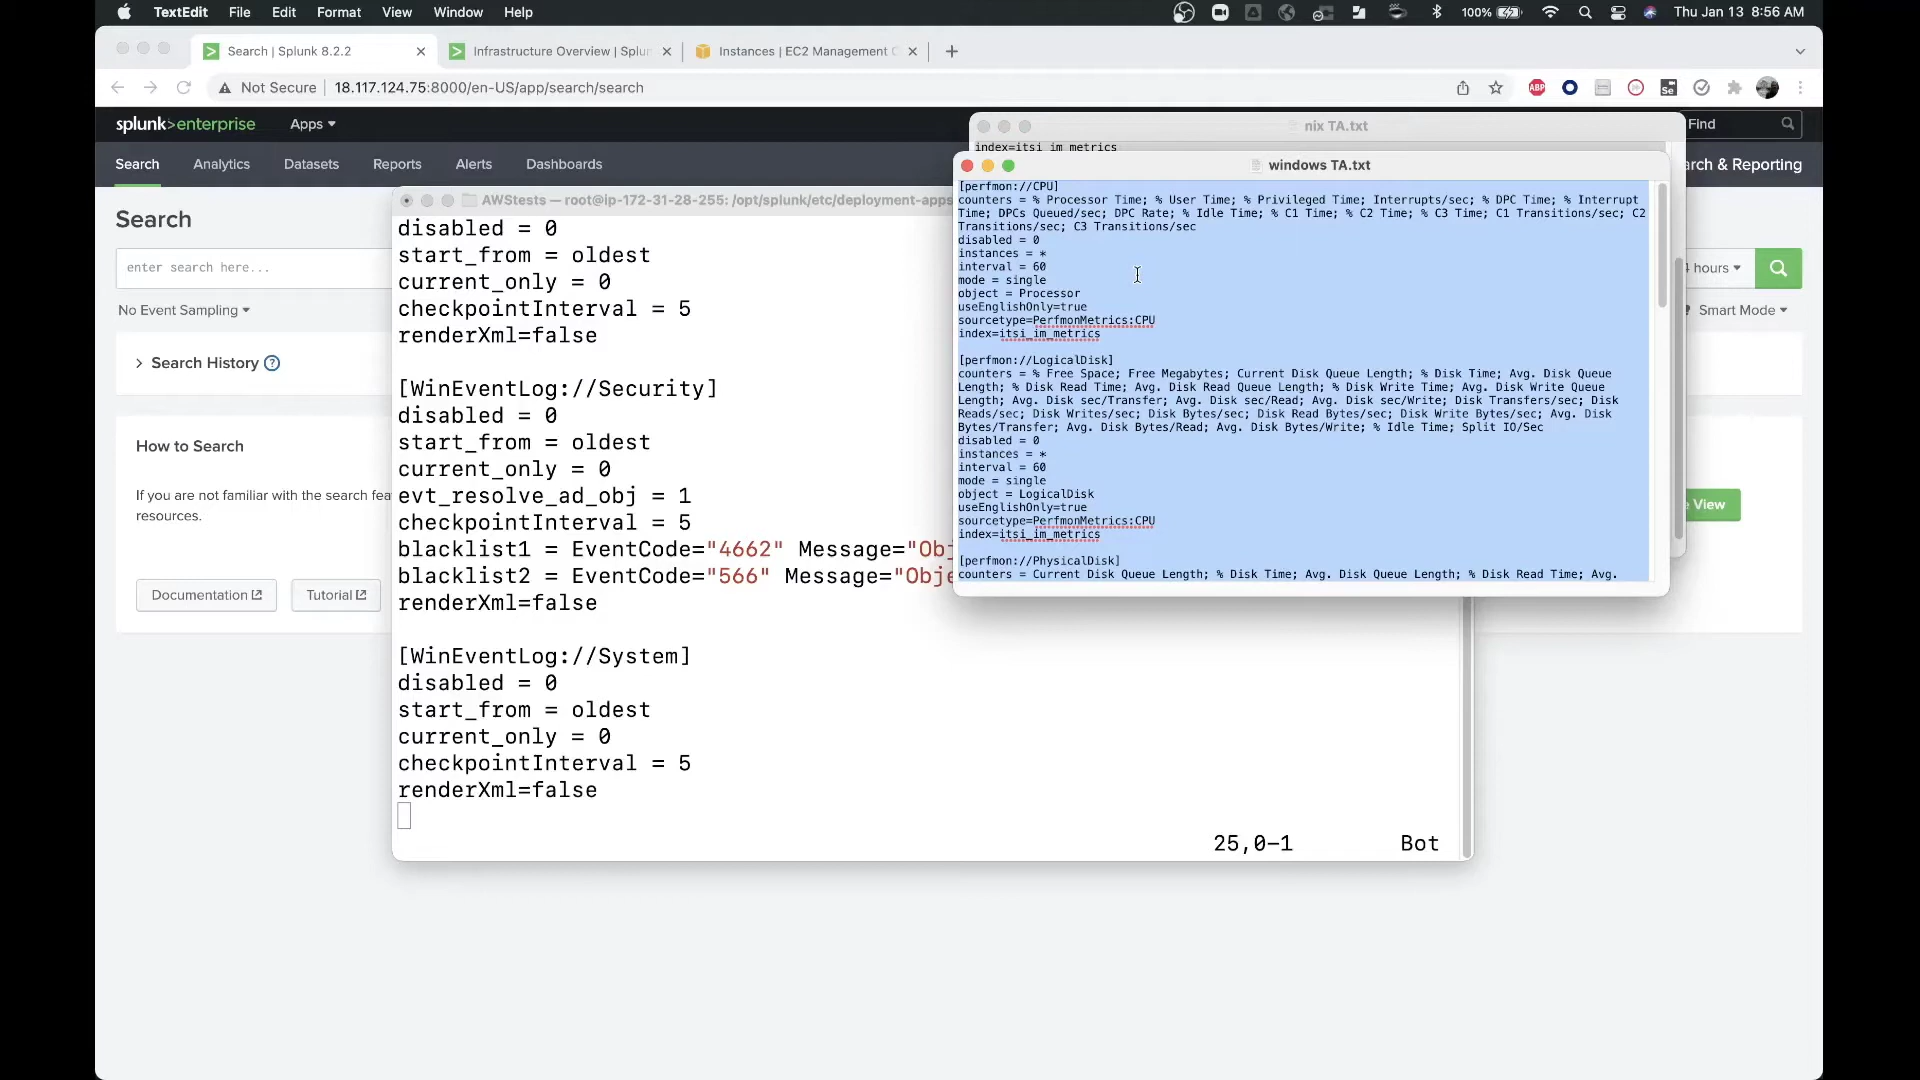 TextEdit File Edit Format View Window Help 100% Thu Jan 13 8:56 AM
Search | Splunk 8.2.2 Infrastructure Overview | Splun Instances | EC2 Management C
Not Secure 18.117.124.75:8000/en-US/app/search/search
ABP Se
splunk>enterprise Apps Find
nix TA.txt
index=itsi_im_metrics
Search Analytics Datasets Reports Alerts Dashboards arch & Reporting
Search
enter search here...
4 hours
No Event Sampling
Smart Mode
Search History ?
How to Search
If you are not familiar with the search fea
resources.
Documentation Tutorial
e View
AWStests — root@ip-172-31-28-255: /opt/splunk/etc/deployment-apps
disabled = 0
start_from = oldest
current_only = 0
checkpointInterval = 5
renderXml=false
[WinEventLog://Security]
disabled = 0
start_from = oldest
current_only = 0
evt_resolve_ad_obj = 1
checkpointInterval = 5
blacklist1 = EventCode="4662" Message="Obj
blacklist2 = EventCode="566" Message="Obje
renderXml=false
[WinEventLog://System]
disabled = 0
start_from = oldest
current_only = 0
checkpointInterval = 5
renderXml=false
25,0-1 Bot
windows TA.txt
[perfmon://CPU]
counters = % Processor Time; % User Time; % Privileged Time; Interrupts/sec; % DPC Time; % Interrupt
Time; DPCs Queued/sec; DPC Rate; % Idle Time; % C1 Time; % C2 Time; % C3 Time; C1 Transitions/sec; C2
Transitions/sec; C3 Transitions/sec
disabled = 0
instances = *
interval = 60
mode = single
object = Processor
useEnglishOnly=true
sourcetype=PerfmonMetrics:CPU
index=itsi_im_metrics
[perfmon://LogicalDisk]
counters = % Free Space; Free Megabytes; Current Disk Queue Length; % Disk Time; Avg. Disk Queue
Length; % Disk Read Time; Avg. Disk Read Queue Length; % Disk Write Time; Avg. Disk Write Queue
Length; Avg. Disk sec/Transfer; Avg. Disk sec/Read; Avg. Disk sec/Write; Disk Transfers/sec; Disk
Reads/sec; Disk Writes/sec; Disk Bytes/sec; Disk Read Bytes/sec; Disk Write Bytes/sec; Avg. Disk
Bytes/Transfer; Avg. Disk Bytes/Read; Avg. Disk Bytes/Write; % Idle Time; Split IO/Sec
disabled = 0
instances = *
interval = 60
mode = single
object = LogicalDisk
useEnglishOnly=true
sourcetype=PerfmonMetrics:CPU
index=itsi_im_metrics
[perfmon://PhysicalDisk]
counters = Current Disk Queue Length; % Disk Time; Avg. Disk Queue Length; % Disk Read Time; Avg.